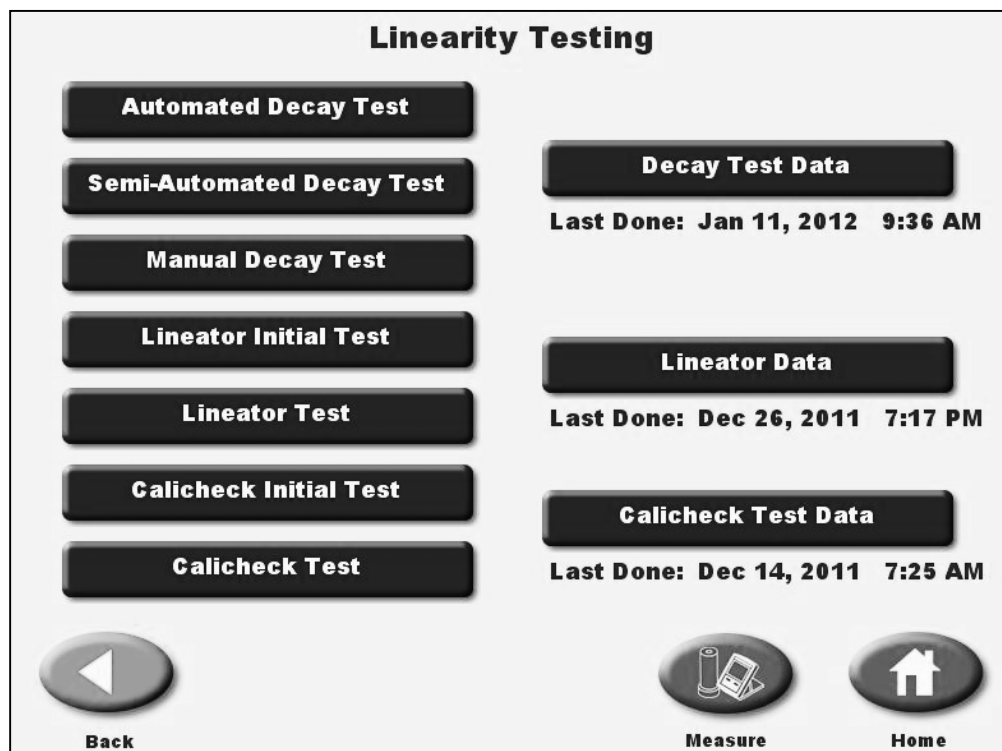 Linearity Testing
Automated Decay Test
Semi-Automated Decay Test
Manual Decay Test
Lineator Initial Test
Lineator Test
Calicheck Initial Test
Calicheck Test
Decay Test Data
Last Done: Jan 11, 2012 9:36 AM
Lineator Data
Last Done: Dec 26, 2011 7:17 PM
Calicheck Test Data
Last Done: Dec 14, 2011 7:25 AM
Back
Measure
Home